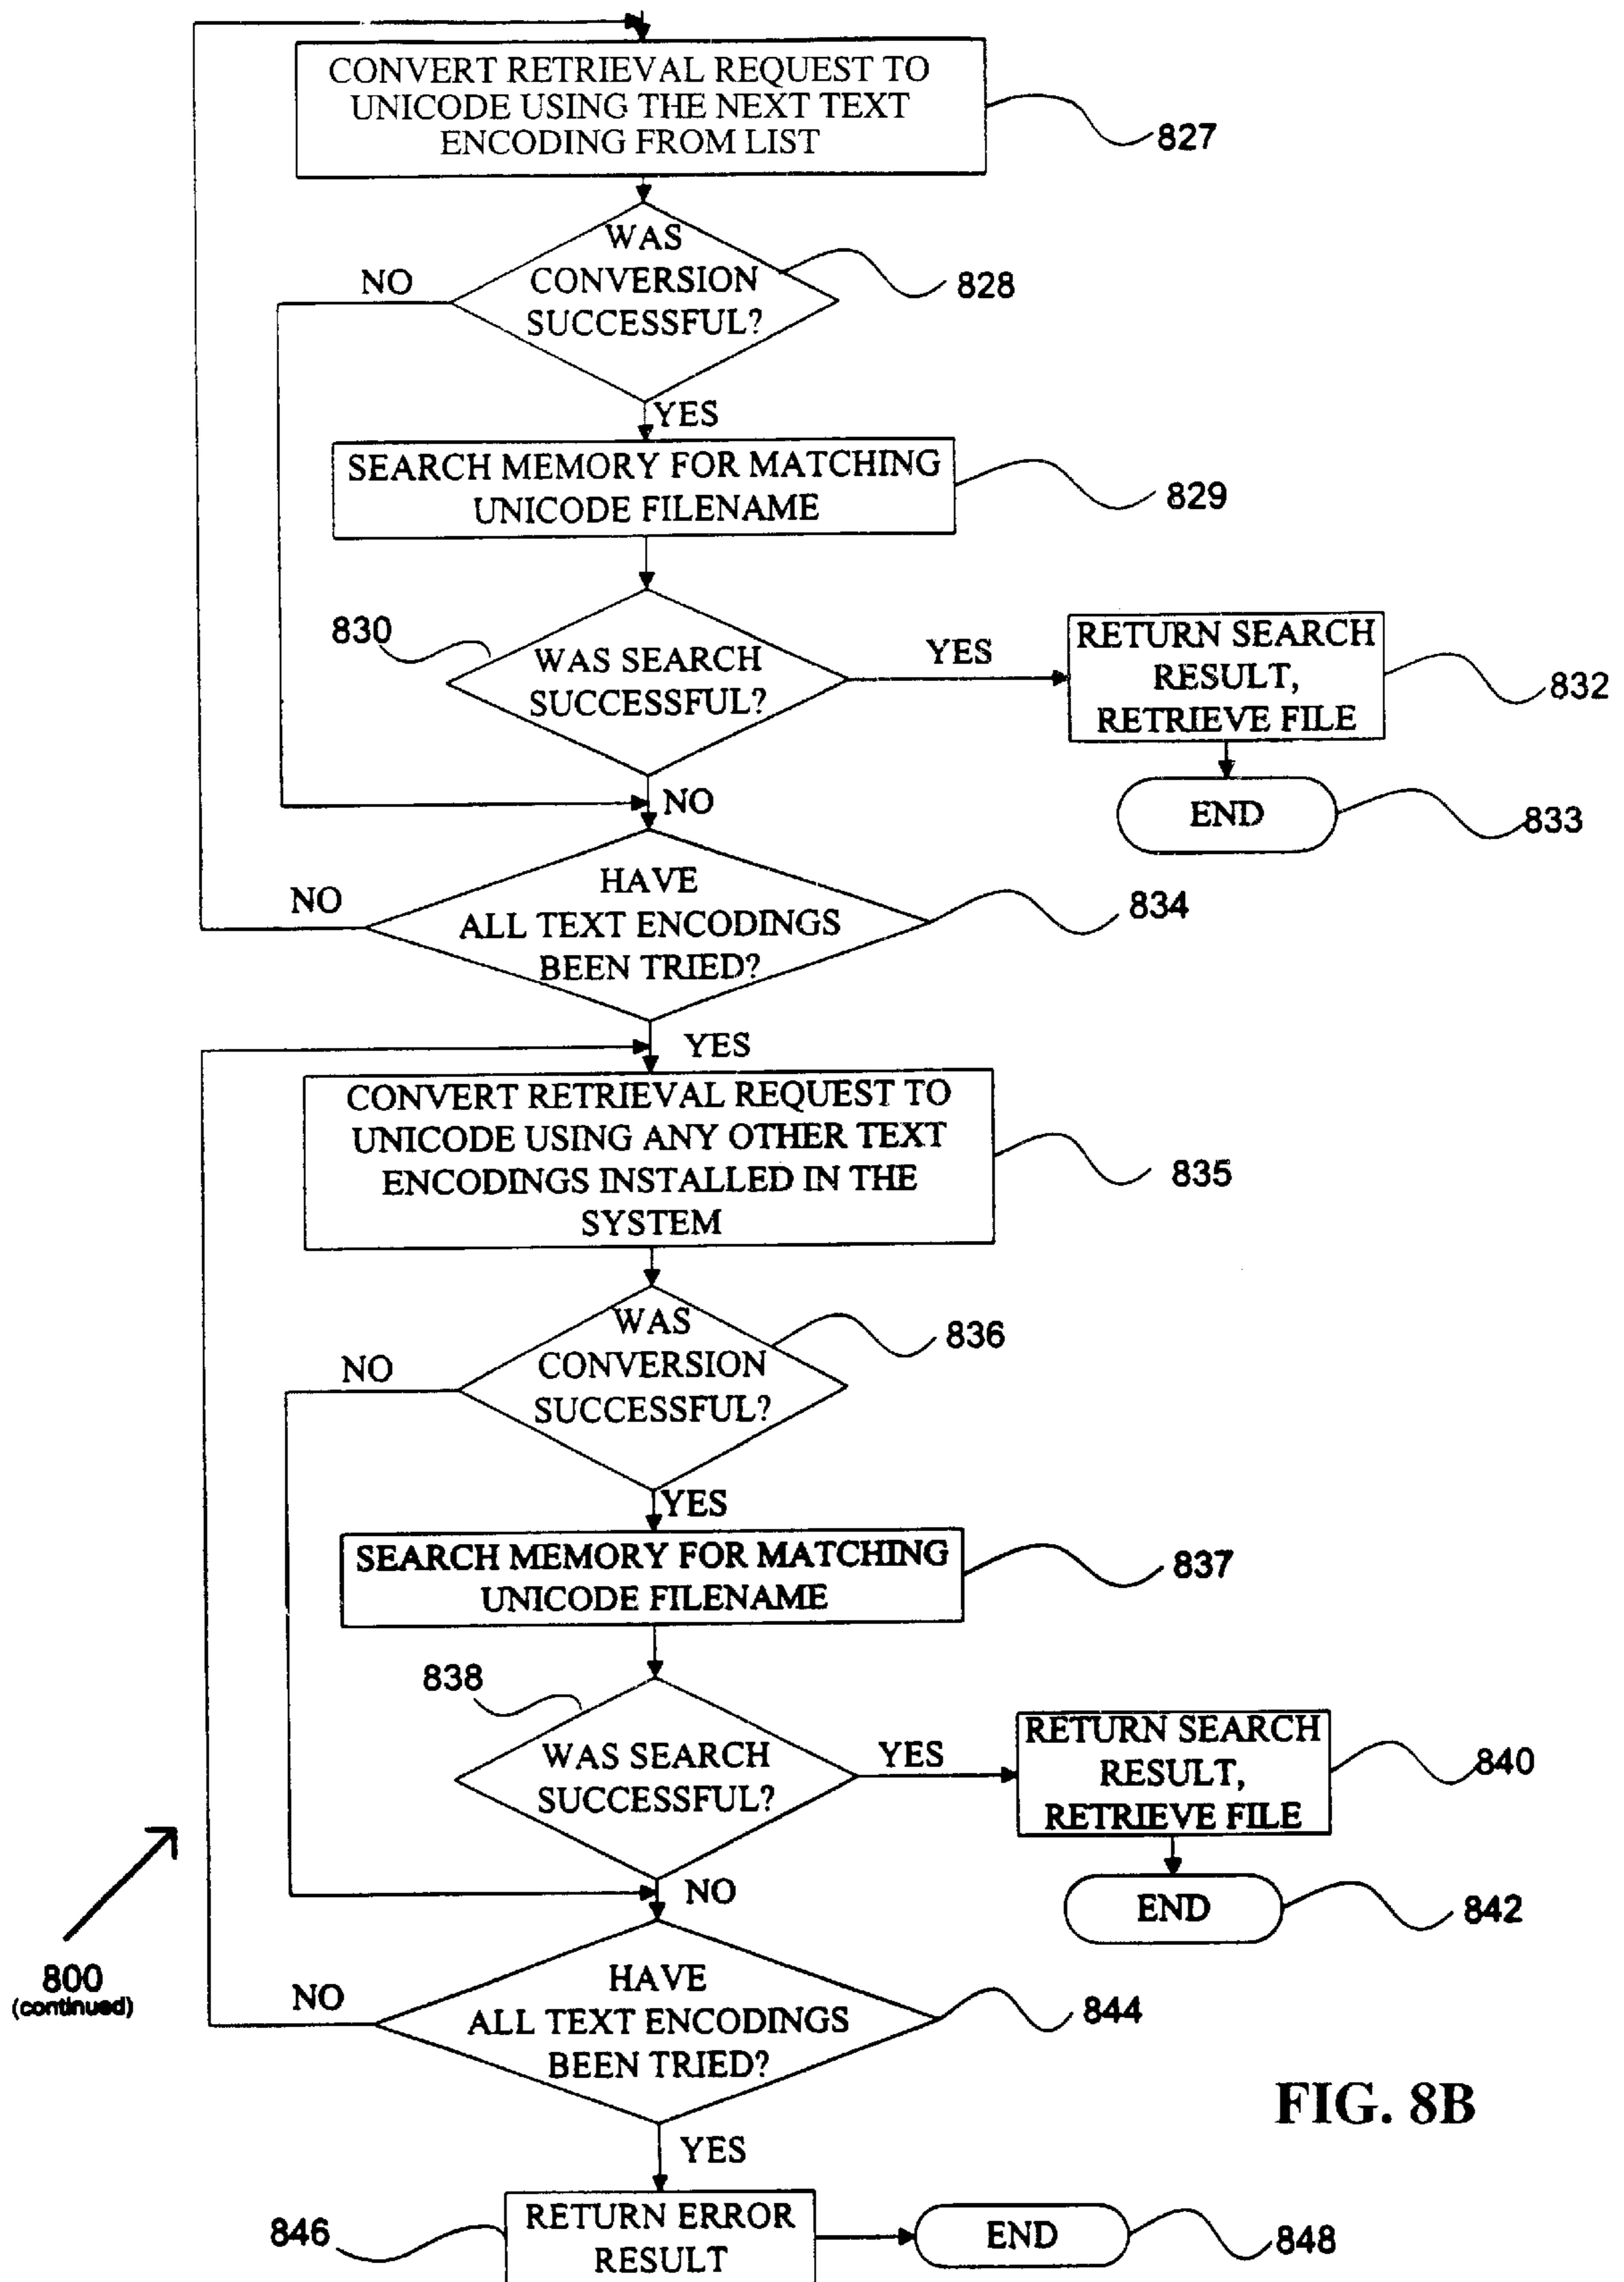 CONVERT RETRIEVAL REQUEST TO
UNICODE USING THE NEXT TEXT
ENCODING FROM LIST
827
WAS
CONVERSION
SUCCESSFUL?
828
NO
YES
SEARCH MEMORY FOR MATCHING
UNICODE FILENAME
829
830
WAS SEARCH
SUCCESSFUL?
YES
RETURN SEARCH
RESULT,
RETRIEVE FILE
832
NO
END
833
HAVE
ALL TEXT ENCODINGS
BEEN TRIED?
834
NO
YES
CONVERT RETRIEVAL REQUEST TO
UNICODE USING ANY OTHER TEXT
ENCODINGS INSTALLED IN THE
SYSTEM
835
WAS
CONVERSION
SUCCESSFUL?
836
NO
YES
SEARCH MEMORY FOR MATCHING
UNICODE FILENAME
837
838
WAS SEARCH
SUCCESSFUL?
YES
RETURN SEARCH
RESULT,
RETRIEVE FILE
840
NO
END
842
800
(continued)
HAVE
ALL TEXT ENCODINGS
BEEN TRIED?
844
NO
YES
FIG. 8B
846
RETURN ERROR
RESULT
END
848